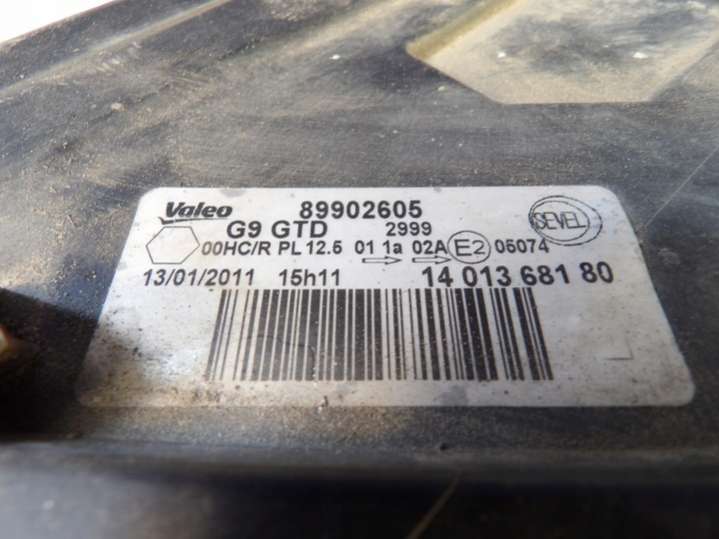 Valeo 89902605
G9 GTD 2999 SEVEL
00HC/R PL 12.5 01 1a 02A E2 05074
13/01/2011 15h11 14 013 681 80